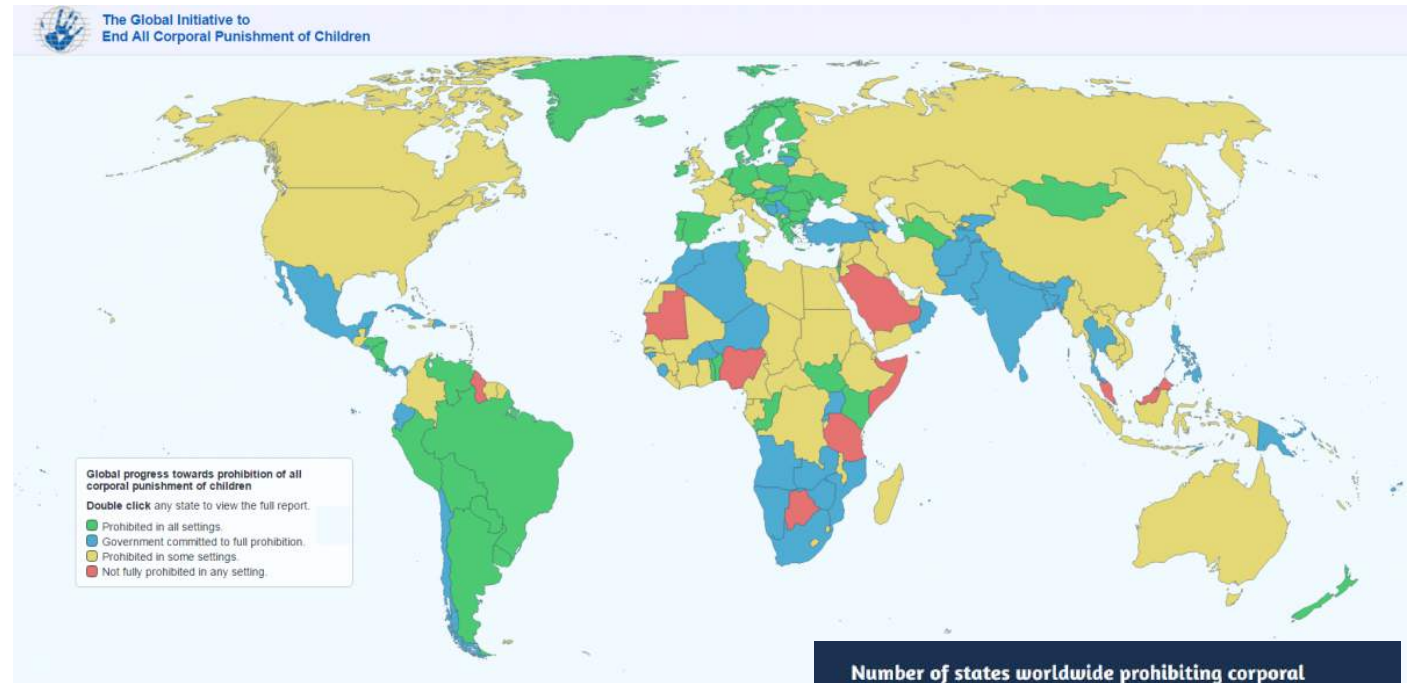 The Global Initiative to
End All Corporal Punishment of Children
Global progress towards prohibition of all
corporal punishment of children
Double click any state to view the full report.
Prohibited in all settings.
Government committed to full prohibition.
Prohibited in some settings.
Not fully prohibited in any setting.
Number of states worldwide prohibiting corporal